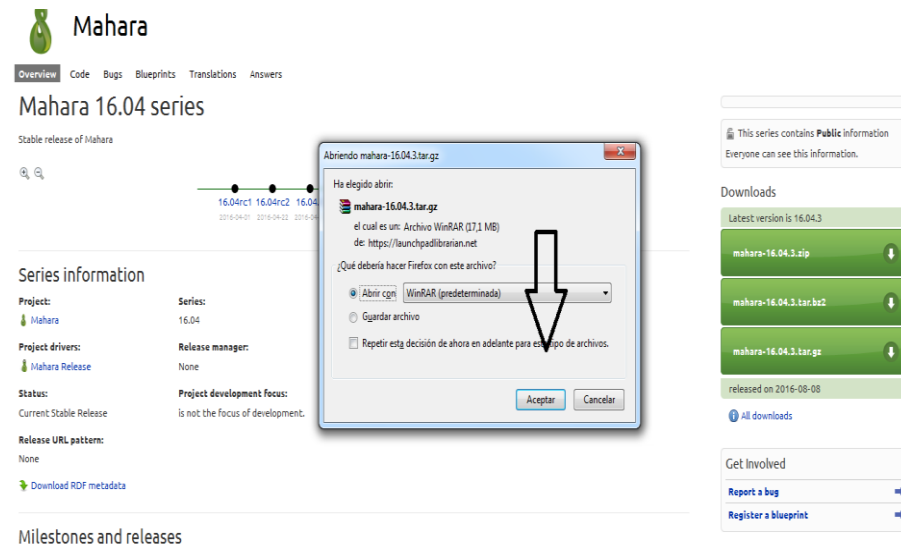 Mahara
Overview Code Bugs Blueprints Translations Answers
Mahara 16.04 series
Stable release of Mahara
16.04rc1 16.04rc2 16.04
2016-04-01 2016-04-22 2016-04
Series information
Project:
Mahara
Series:
16.04
Project drivers:
Mahara Release
Release manager:
None
Status:
Current Stable Release
Project development focus:
is not the focus of development.
Release URL pattern:
None
Download RDF metadata
Milestones and releases
Abriendo mahara-16.04.3.tar.gz
Ha elegido abrir:
mahara-16.04.3.tar.gz
el cual es un: Archivo WinRAR (17,1 MB)
de: https://launchpadlibrarian.net
¿Qué debería hacer Firefox con este archivo?
Abrir con WinRAR (predeterminada)
Guardar archivo
Repetir esta decisión de ahora en adelante para este tipo de archivos.
Aceptar Cancelar
This series contains Public information
Everyone can see this information.
Downloads
Latest version is 16.04.3
mahara-16.04.3.zip
mahara-16.04.3.tar.bz2
mahara-16.04.3.tar.gz
released on 2016-08-08
All downloads
Get Involved
Report a bug
Register a blueprint